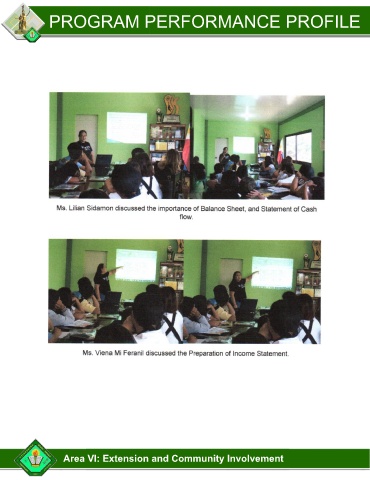 PROGRAM PERFORMANCE PROFILE
Ms. Lilian Sidamon discussed the importance of Balance Sheet, and Statement of Cash
flow.
Ms. Viena Mi Feranil discussed the Preparation of Income Statement.
Area VI: Extension and Community Involvement